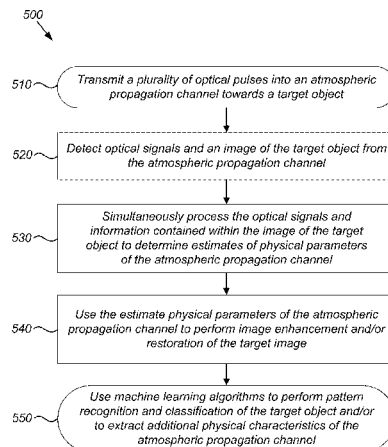 500
510
Transmit a plurality of optical pulses into an atmospheric
propagation channel towards a target object
520
Detect optical signals and an image of the target object from
the atmospheric propagation channel
530
Simultaneously process the optical signals and
information contained within the image of the target
object to determine estimates of physical parameters
of the atmospheric propagation channel
540
Use the estimate physical parameters of the atmospheric
propagation channel to perform image enhancement and/or
restoration of the target image
550
Use machine learning algorithms to perform pattern
recognition and classification of the target object and/or
to extract additional physical characteristics of the
atmospheric propagation channel